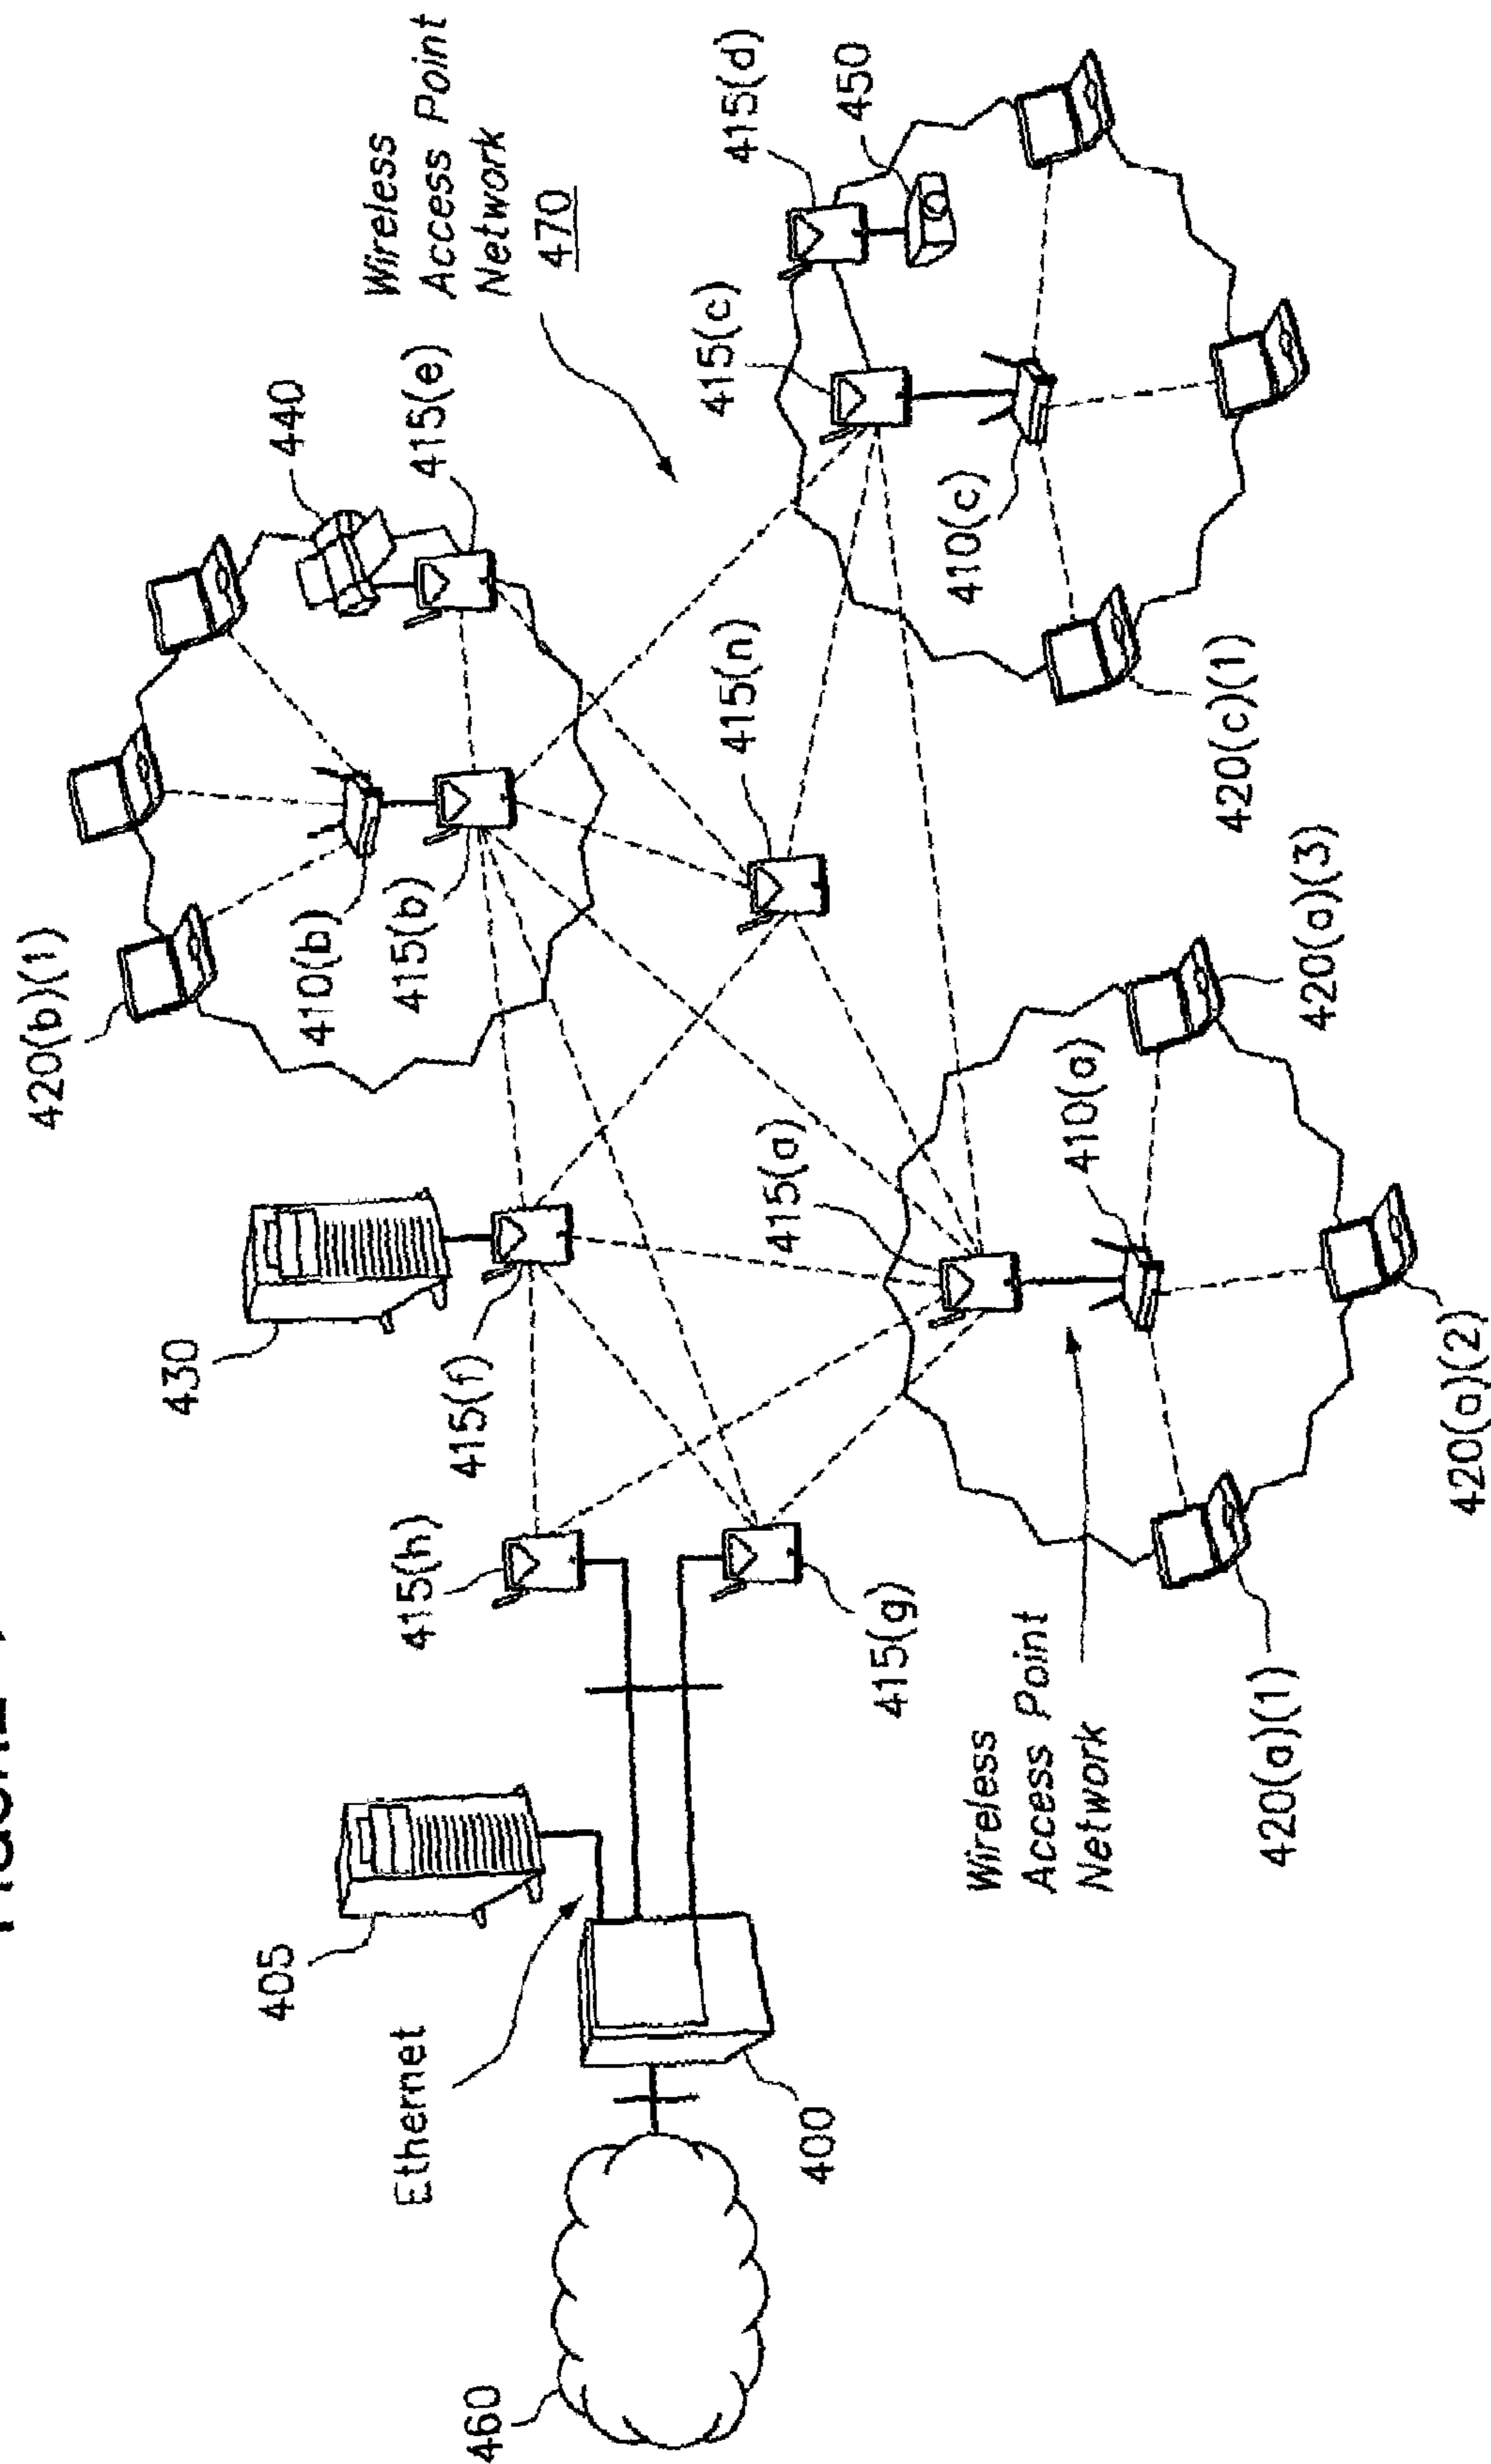 420(b)(1)
430
405
440
410(b)
Wireless
Access Point
Network
470
415(b)
Ethernet
415(h)
415(e)
415(f)
460
415(c)
415(n)
415(d)
415(a)
400
450
415(g)
410(c)
Wireless
Access Point
Network
410(a)
420(c)(1)
420(a)(1)
420(a)(3)
420(a)(2)